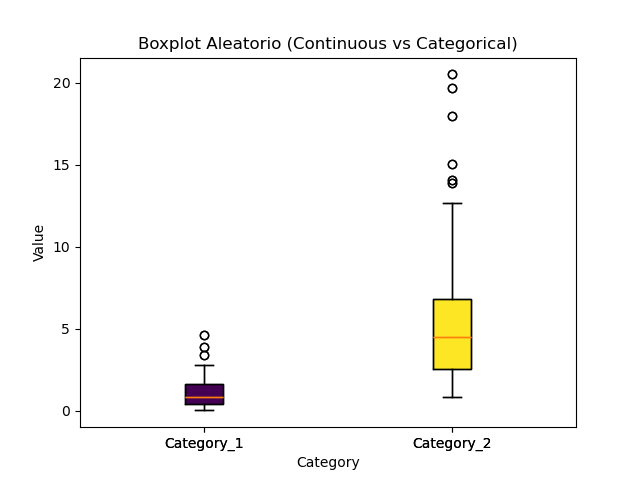 Boxplot Aleatorio (Continuous vs Categorical)
20
15
10
5
0
Value
Category_1
Category_2
Category